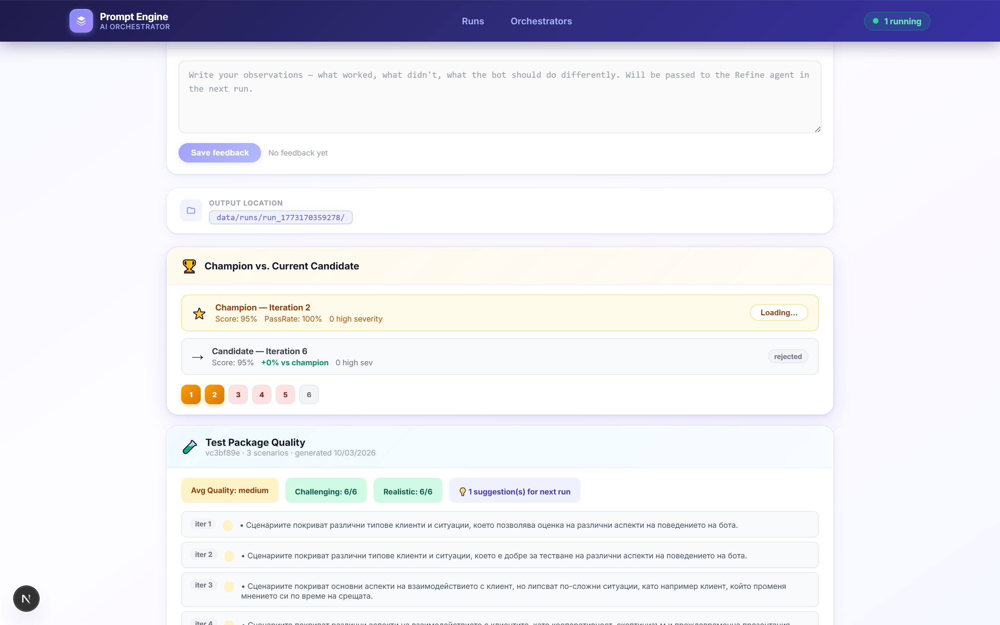 Prompt Engine
AI ORCHESTRATOR
Runs
Orchestrators
1 running
Write your observations — what worked, what didn't, what the bot should do differently. Will be passed to the Refine agent in
the next run.
Save feedback
No feedback yet
OUTPUT LOCATION
data/runs/run_1773170359278/
Champion vs. Current Candidate
Champion — Iteration 2
Score: 95% PassRate: 100% 0 high severity
Loading...
Candidate — Iteration 6
Score: 95% +0% vs champion 0 high sev
rejected
1 2 3 4 5 6
Test Package Quality
vc3bf89e · 3 scenarios · generated 10/03/2026
Avg Quality: medium
Challenging: 6/6
Realistic: 6/6
1 suggestion(s) for next run
iter 1 • Сценариите покриват различни типове клиенти и ситуации, което позволява оценка на различни аспекти на поведението на бота.
iter 2 • Сценариите покриват различни типове клиенти и ситуации, което е добре за тестване на различни аспекти на поведението на бота.
iter 3 • Сценариите покриват основни аспекти на взаимодействието с клиент, но липсват по-сложни ситуации, като например клиент, който променя
мнението си по време на срещата.
iter 4 • Сценариите покриват различни аспекти на взаимодействието с клиентите, като кооперативност, скептицизъм и преждевременна презентация
N